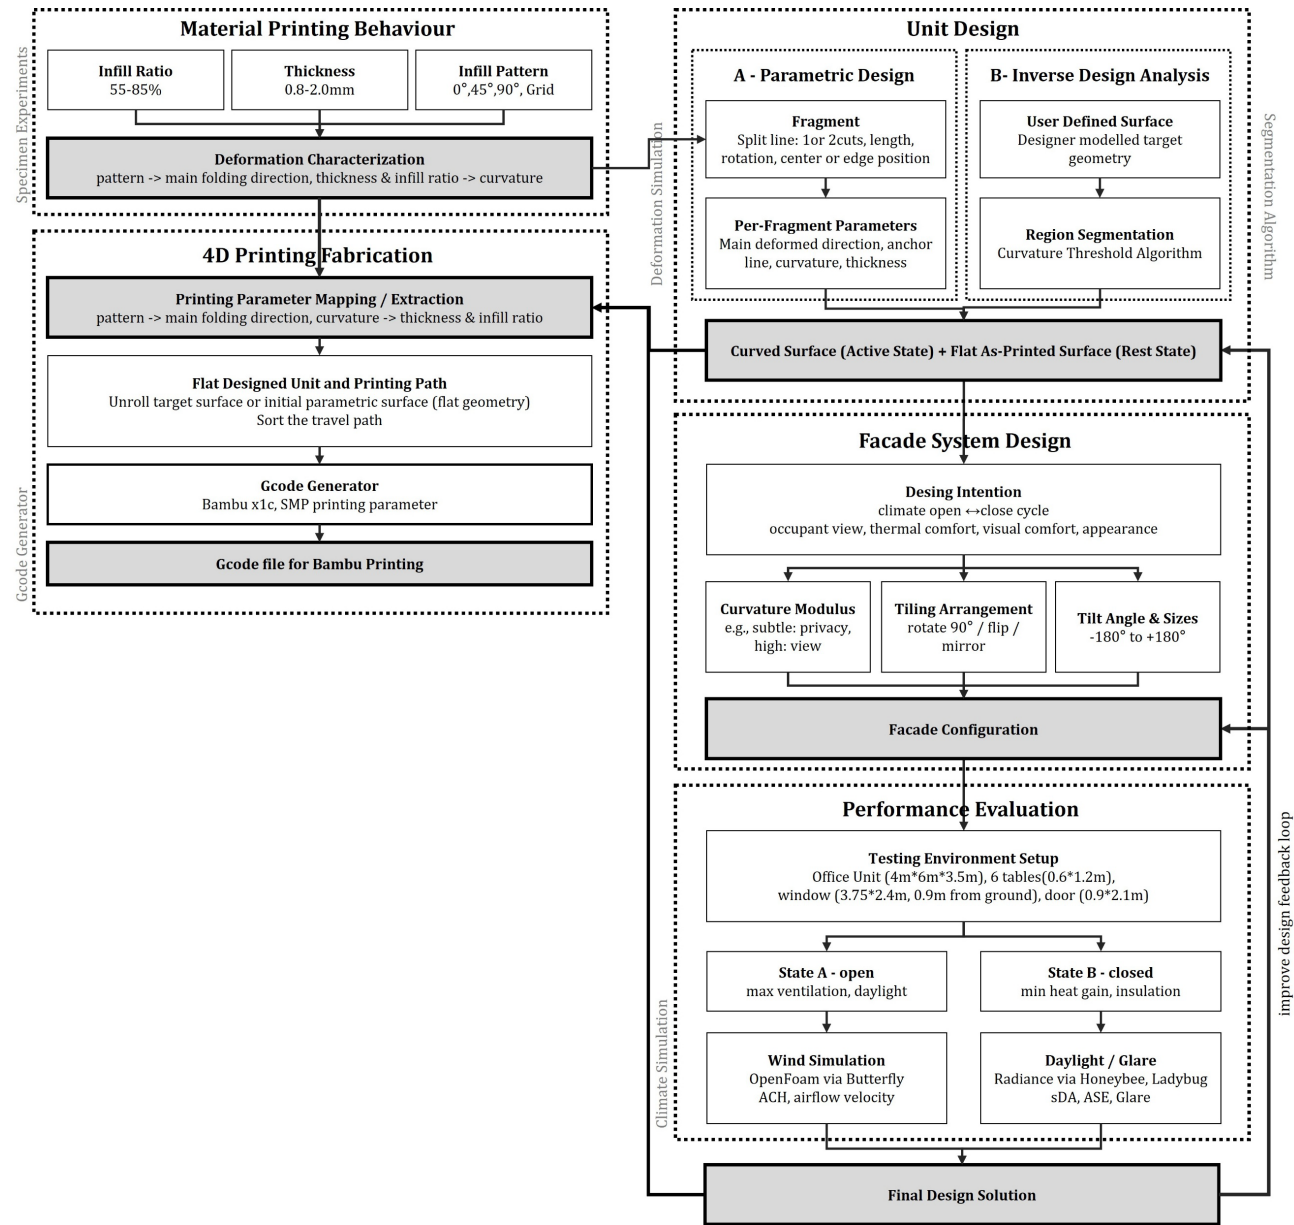 Material Printing Behaviour
Specimen Experiments
Infill Ratio
55-85%
Thickness
0.8-2.0mm
Infill Pattern
0°,45°,90°, Grid
Deformation Characterization
pattern -> main folding direction, thickness & infill ratio -> curvature
4D Printing Fabrication
Gcode Generator
Printing Parameter Mapping / Extraction
pattern -> main folding direction, curvature -> thickness & infill ratio
Flat Designed Unit and Printing Path
Unroll target surface or initial parametric surface (flat geometry)
Sort the travel path
Gcode Generator
Bambu x1c, SMP printing parameter
Gcode file for Bambu Printing
Unit Design
Deformation Simulation
A - Parametric Design
Fragment
Split line: 1or 2cuts, length,
rotation, center or edge position
Per-Fragment Parameters
Main deformed direction, anchor
line, curvature, thickness
B- Inverse Design Analysis
User Defined Surface
Designer modelled target
geometry
Region Segmentation
Curvature Threshold Algorithm
Segmentation Algorithm
Curved Surface (Active State) + Flat As-Printed Surface (Rest State)
Facade System Design
Desing Intention
climate open ↔close cycle
occupant view, thermal comfort, visual comfort, appearance
Curvature Modulus
e.g., subtle: privacy,
high: view
Tiling Arrangement
rotate 90° / flip /
mirror
Tilt Angle & Sizes
-180° to +180°
Facade Configuration
Performance Evaluation
Climate Simulation
Testing Environment Setup
Office Unit (4m*6m*3.5m), 6 tables(0.6*1.2m),
window (3.75*2.4m, 0.9m from ground), door (0.9*2.1m)
State A - open
max ventilation, daylight
State B - closed
min heat gain, insulation
Wind Simulation
OpenFoam via Butterfly
ACH, airflow velocity
Daylight / Glare
Radiance via Honeybee, Ladybug
sDA, ASE, Glare
Final Design Solution
improve design feedback loop